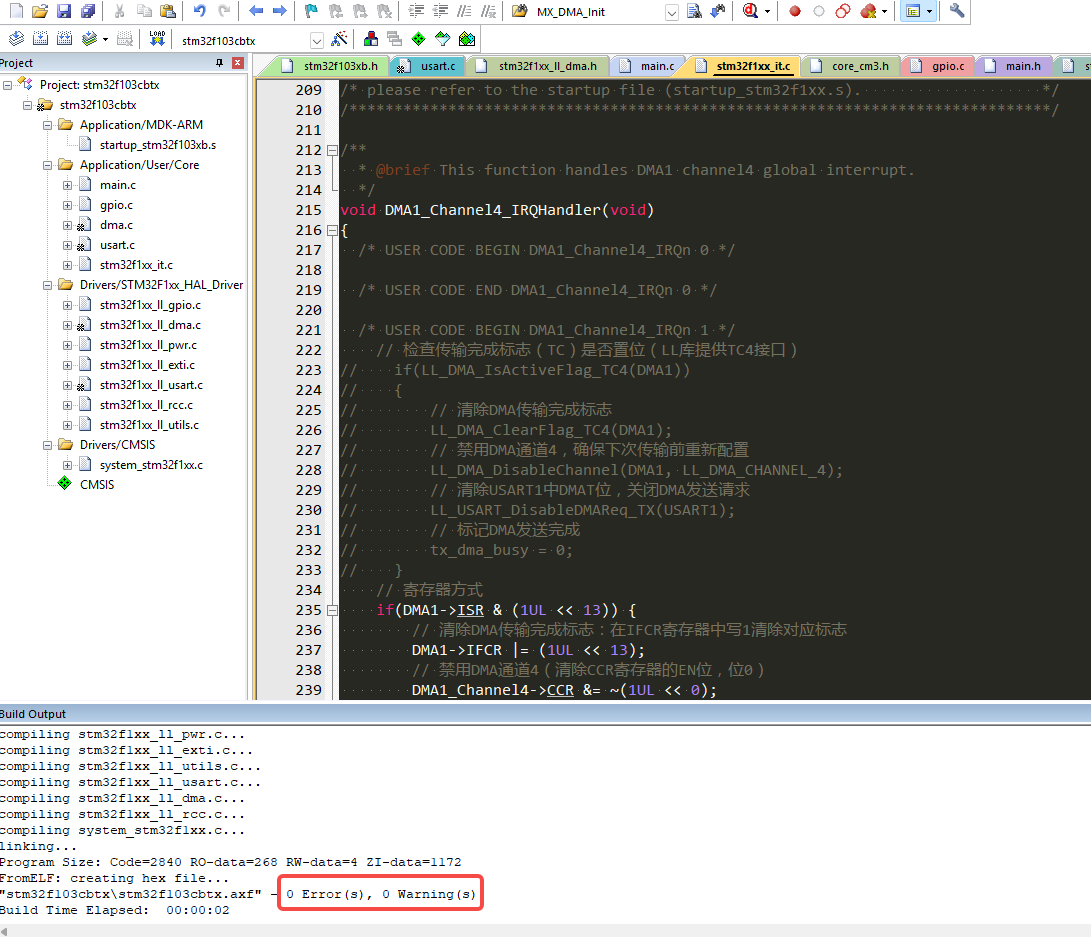 MX_DMA_Init
LOAD
stm32f103cbtx
Project
stm32f103xb.h
usart.c
stm32f1xx_ll_dma.h
main.c
stm32f1xx_it.c
core_cm3.h
gpio.c
main.h
Project: stm32f103cbtx
stm32f103cbtx
Application/MDK-ARM
startup_stm32f103xb.s
Application/User/Core
main.c
gpio.c
dma.c
usart.c
stm32f1xx_it.c
Drivers/STM32F1xx_HAL_Driver
stm32f1xx_ll_gpio.c
stm32f1xx_ll_dma.c
stm32f1xx_ll_pwr.c
stm32f1xx_ll_exti.c
stm32f1xx_ll_usart.c
stm32f1xx_ll_rcc.c
stm32f1xx_ll_utils.c
Drivers/CMSIS
system_stm32f1xx.c
CMSIS
209 /* please refer to the startup file (startup_stm32f1xx.s). */
210 /******************************************************************************/
211
212 /**
213 * @brief This function handles DMA1 channel4 global interrupt.
214 */
215 void DMA1_Channel4_IRQHandler(void)
216 {
217 /* USER CODE BEGIN DMA1_Channel4_IRQn 0 */
218
219 /* USER CODE END DMA1_Channel4_IRQn 0 */
220
221 /* USER CODE BEGIN DMA1_Channel4_IRQn 1 */
222 // 检查传输完成标志（TC）是否置位（LL库提供TC4接口）
223 // if(LL_DMA_IsActiveFlag_TC4(DMA1))
224 // {
225 // // 清除DMA传输完成标志
226 // LL_DMA_ClearFlag_TC4(DMA1);
227 // // 禁用DMA通道4，确保下次传输前重新配置
228 // LL_DMA_DisableChannel(DMA1, LL_DMA_CHANNEL_4);
229 // // 清除USART1中DMAT位，关闭DMA发送请求
230 // LL_USART_DisableDMAReq_TX(USART1);
231 // // 标记DMA发送完成
232 // tx_dma_busy = 0;
233 // }
234 // 寄存器方式
235 if(DMA1->ISR & (1UL << 13)) {
236 // 清除DMA传输完成标志：在IFCR寄存器中写1清除对应标志
237 DMA1->IFCR |= (1UL << 13);
238 // 禁用DMA通道4（清除CCR寄存器的EN位，位0）
239 DMA1_Channel4->CCR &= ~(1UL << 0);
Build Output
compiling stm32f1xx_ll_pwr.c...
compiling stm32f1xx_ll_exti.c...
compiling stm32f1xx_ll_utils.c...
compiling stm32f1xx_ll_usart.c...
compiling stm32f1xx_ll_dma.c...
compiling stm32f1xx_ll_rcc.c...
compiling system_stm32f1xx.c...
linking...
Program Size: Code=2840 RO-data=268 RW-data=4 ZI-data=1172
FromELF: creating hex file...
"stm32f103cbtx\stm32f103cbtx.axf" - 0 Error(s), 0 Warning(s)
Build Time Elapsed: 00:00:02